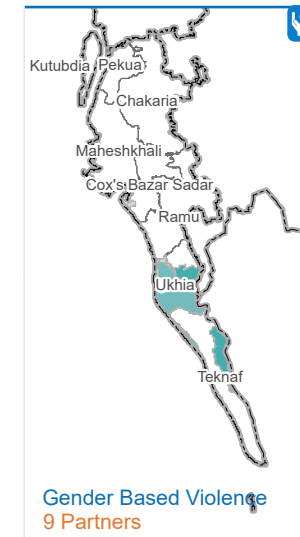 Kutubdia
Pekua
Chakaria
Maheshkhali
Cox's Bazar Sadar
Ramu
Ukhia
Teknaf
Gender Based Violence
9 Partners